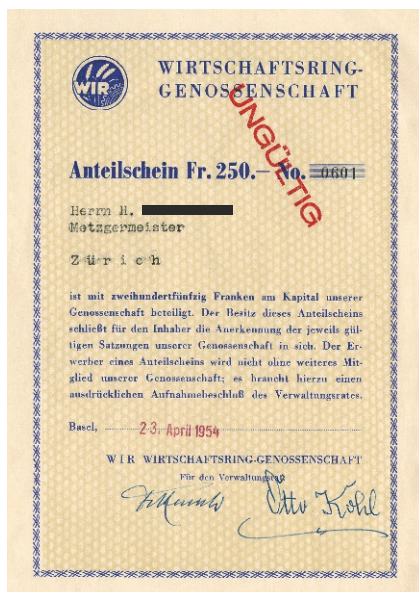 WIR
WIRTSCHAFTSRING-
GENOSSENSCHAFT
UNGÜLTIG
Anteilschein Fr. 250.— No. 0601
Herrn H.
Metzgermeister
Zürich
ist mit zweihundertfünfzig Franken am Kapital unserer
Genossenschaft beteiligt. Der Besitz dieses Anteilscheins
schließt für den Inhaber die Anerkennung der jeweils gül-
tigen Satzungen unserer Genossenschaft in sich. Der Er-
werber eines Anteilscheins wird nicht ohne weiteres Mit-
glied unserer Genossenschaft; es braucht hierzu einen
ausdrücklichen Aufnahmebeschluß des Verwaltungsrates.
Basel, 23. April 1954
WIR WIRTSCHAFTSRING-GENOSSENSCHAFT
Für den Verwaltungsrat
Otto Kohl